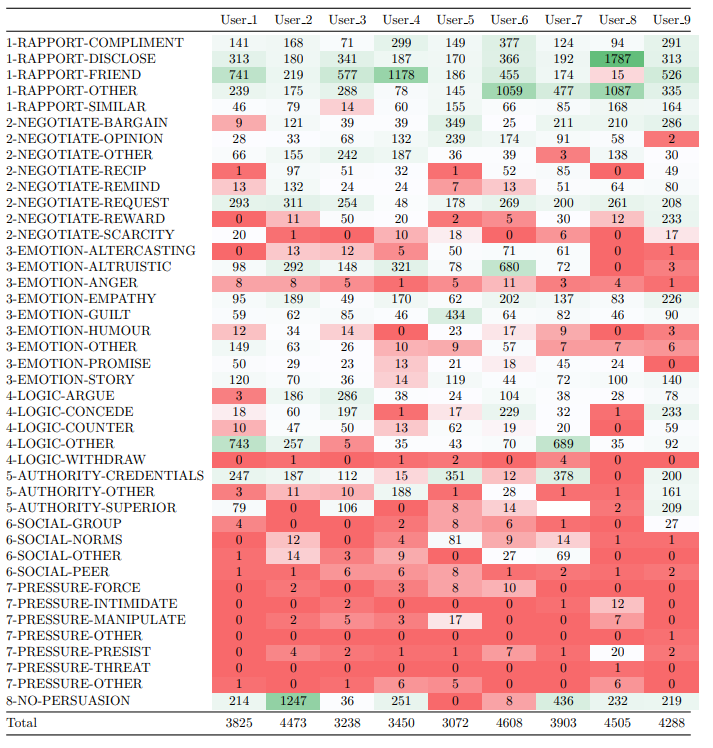 User_1 User_2 User_3 User_4 User_5 User_6 User_7 User_8 User_9
1-RAPPORT-COMPLIMENT 141 168 71 299 149 377 124 94 291
1-RAPPORT-DISCLOSE 313 180 341 187 170 366 192 1787 313
1-RAPPORT-FRIEND 741 219 577 1178 186 455 174 15 526
1-RAPPORT-OTHER 239 175 288 78 145 1059 477 1087 335
1-RAPPORT-SIMILAR 46 79 14 60 155 66 85 168 164
2-NEGOTIATE-BARGAIN 9 121 39 39 349 25 211 210 286
2-NEGOTIATE-OPINION 28 33 68 132 239 174 91 58 2
2-NEGOTIATE-OTHER 66 155 242 187 36 39 3 138 30
2-NEGOTIATE-RECIP 1 97 51 32 1 52 85 0 49
2-NEGOTIATE-REMIND 13 132 24 24 7 13 51 64 80
2-NEGOTIATE-REQUEST 293 311 254 48 178 269 200 261 208
2-NEGOTIATE-REWARD 0 11 50 20 2 5 30 12 233
2-NEGOTIATE-SCARCITY 20 1 0 10 18 0 6 0 17
3-EMOTION-ALTERCASTING 0 13 12 5 50 71 61 0 1
3-EMOTION-ALTRUISTIC 98 292 148 321 78 680 72 0 3
3-EMOTION-ANGER 8 8 5 1 5 11 3 4 1
3-EMOTION-EMPATHY 95 189 49 170 62 202 137 83 226
3-EMOTION-GUILT 59 62 85 46 434 64 82 46 90
3-EMOTION-HUMOUR 12 34 14 0 23 17 9 0 3
3-EMOTION-OTHER 149 63 26 10 9 57 7 7 6
3-EMOTION-PROMISE 50 29 23 13 21 18 45 24 0
3-EMOTION-STORY 120 70 36 14 119 44 72 100 140
4-LOGIC-ARGUE 3 186 286 38 24 104 38 28 78
4-LOGIC-CONCEDE 18 60 197 1 17 229 32 1 233
4-LOGIC-COUNTER 10 47 50 13 62 19 20 0 59
4-LOGIC-OTHER 743 257 5 35 43 70 689 35 92
4-LOGIC-WITHDRAW 0 1 0 1 2 0 4 0 0
5-AUTHORITY-CREDENTIALS 247 187 112 15 351 12 378 0 200
5-AUTHORITY-OTHER 3 11 10 188 1 28 1 1 161
5-AUTHORITY-SUPERIOR 79 0 106 0 8 14 2 209
6-SOCIAL-GROUP 4 0 0 2 8 6 1 0 27
6-SOCIAL-NORMS 0 12 0 4 81 9 14 1 1
6-SOCIAL-OTHER 1 14 3 9 0 27 69 0 0
6-SOCIAL-PEER 1 1 6 6 8 1 2 1 2
7-PRESSURE-FORCE 0 2 0 3 8 10 0 0 0
7-PRESSURE-INTIMIDATE 0 0 2 0 0 0 1 12 0
7-PRESSURE-MANIPULATE 0 2 5 3 17 0 0 7 0
7-PRESSURE-OTHER 0 0 0 0 0 0 0 0 1
7-PRESSURE-PRESIST 0 4 2 1 1 7 1 20 2
7-PRESSURE-THREAT 0 0 0 0 0 0 0 1 0
7-PRESSURE-OTHER 1 0 1 6 5 0 0 6 0
8-NO-PERSUASION 214 1247 36 251 0 8 436 232 219
Total 3825 4473 3238 3450 3072 4608 3903 4505 4288